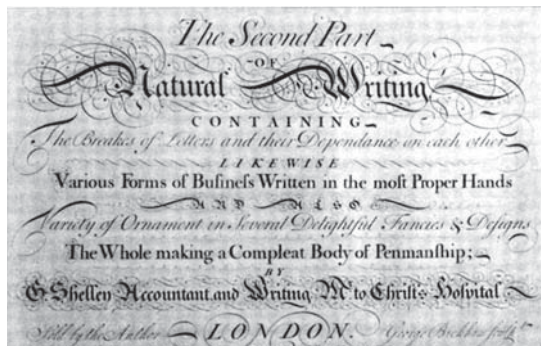 The Second Part
OF
Natural Writing
CONTAINING
The Breakes of Letters and their Dependance on each other
LIKEWISE
Various Forms of Buſineſs Written in the moſt Proper Hands
AND ALSO
Variety of Ornament in Several Delightful Fancies & Deſigns
The Whole making a Compleat Body of Penmanſhip;
BY
G. Shelley Accountant and Writing Mr. to Chriſt's Hoſpital
Sold by the Author LONDON. George Bickham ſculpt